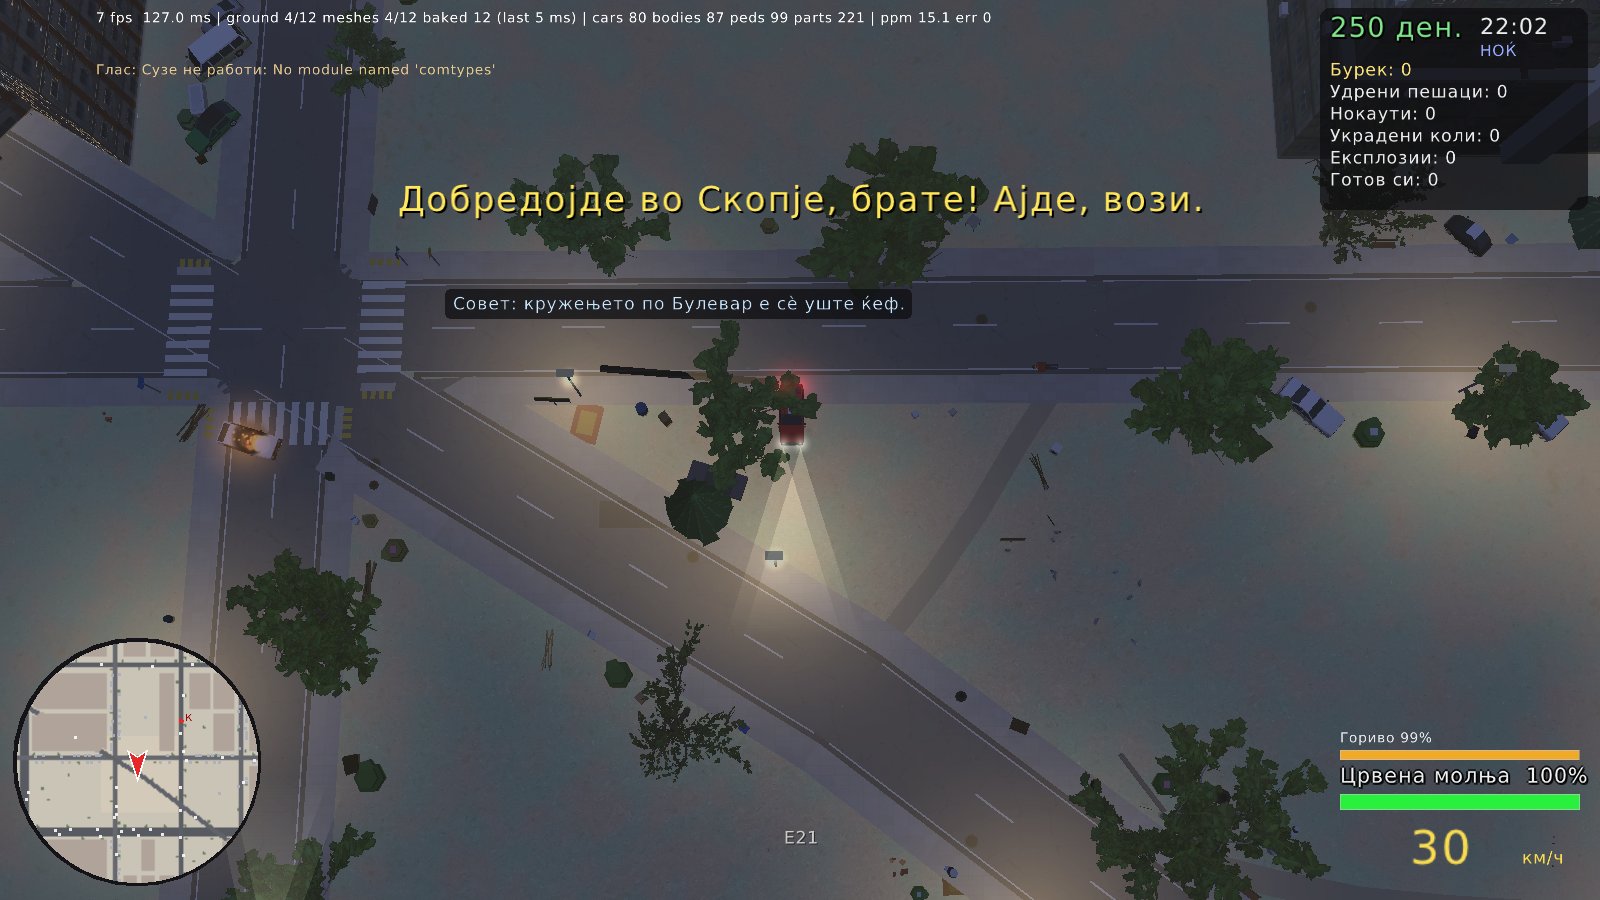 7 fps 127.0 ms | ground 4/12 meshes 4/12 baked 12 (last 5 ms) | cars 80 bodies 87 peds 99 parts 221 | ppm 15.1 err 0
Глас: Сузе не работи: No module named 'comtypes'
250 ден. 22:02
НОЌ
Бурек: 0
Удрени пешаци: 0
Нокаути: 0
Украдени коли: 0
Експлозии: 0
Готов си: 0
Добредојде во Скопје, брате! Ајде, вози.
Совет: кружењето по Булевар е сè уште ќеф.
К
Гориво 99%
Црвена молња 100%
E21
30 км/ч